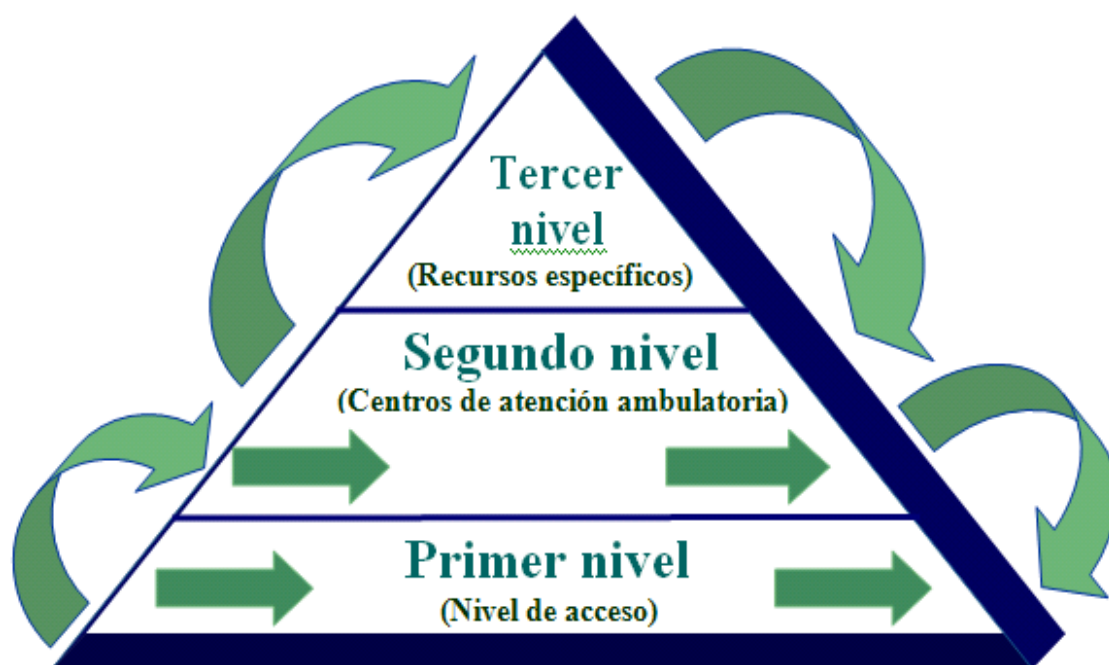 Tercer
nivel
(Recursos específicos)
Segundo nivel
(Centros de atención ambulatoria)
Primer nivel
(Nivel de acceso)